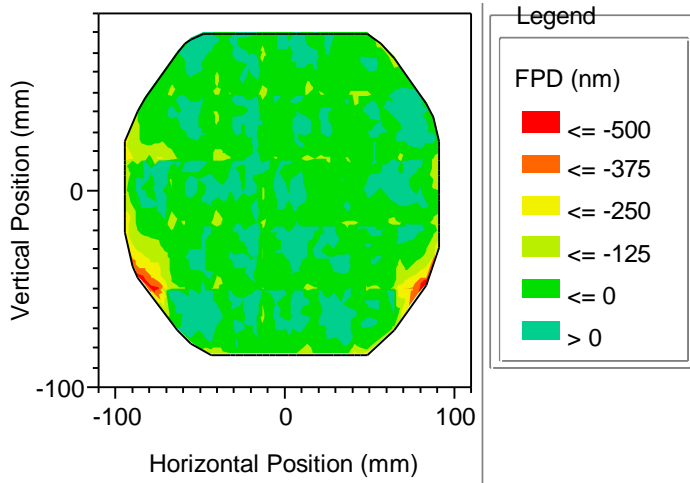 Vertical Position (mm)
0
-100
-100
0
100
Horizontal Position (mm)
Legend
FPD (nm)
<= -500
<= -375
<= -250
<= -125
<= 0
> 0